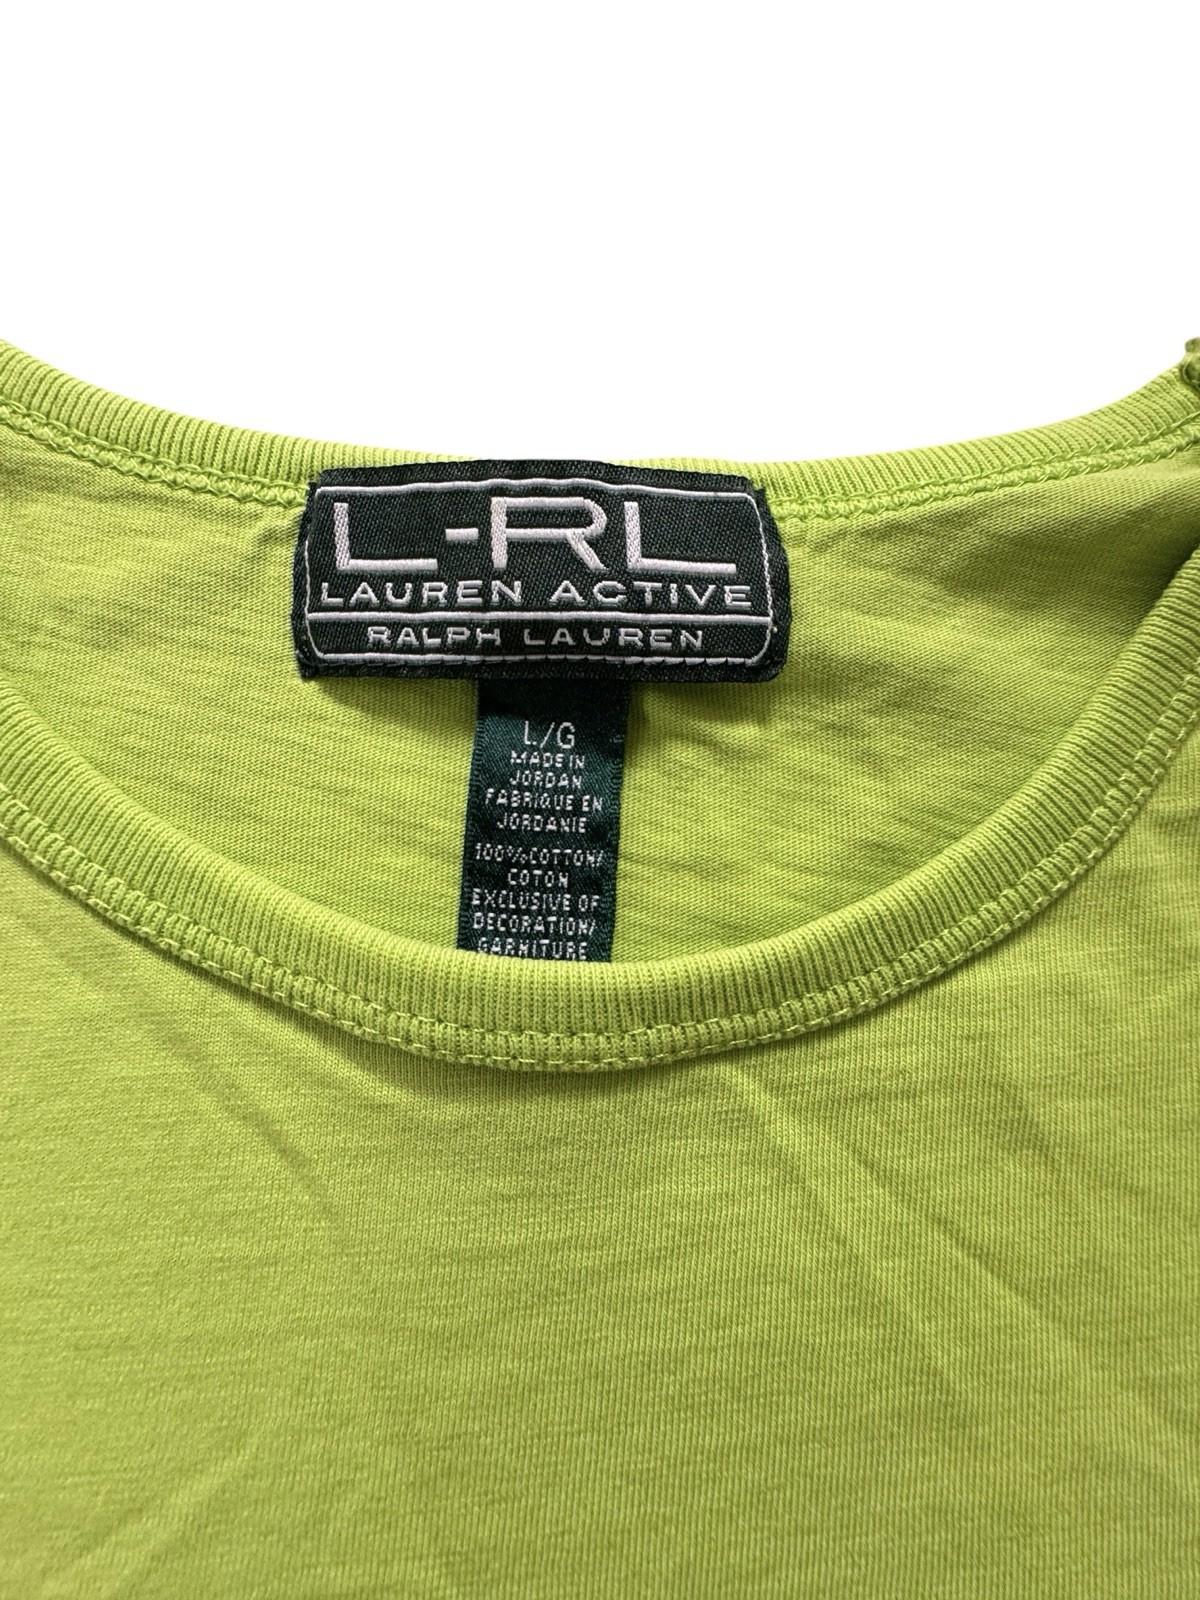 L-RL
LAUREN ACTIVE
RALPH LAUREN
L/G
MADE IN
JORDAN
FABRIQUE EN
JORDANIE
100%COTTON/
COTON
EXCLUSIVE OF
DECORATION/
GARNITURE